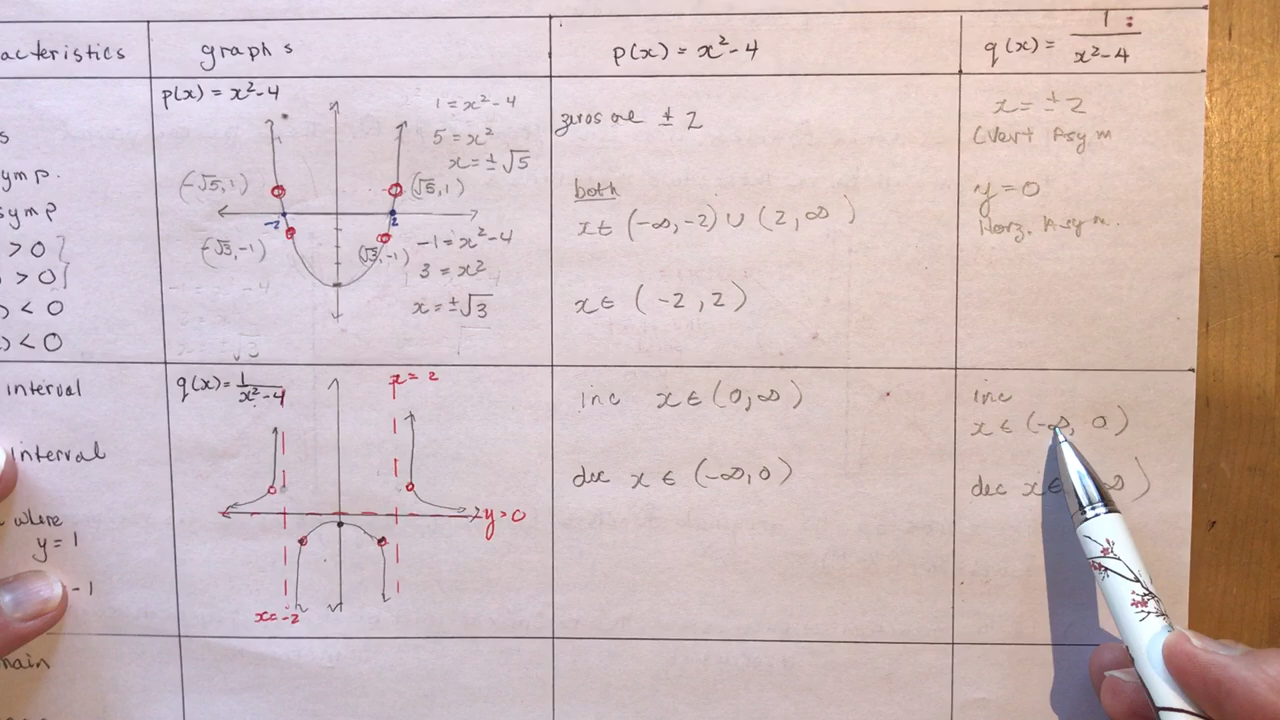 acteristics
graphs
p(x) = x²-4
q(x) = 1 / x²-4
s
ymp.
symp
> 0 }
> 0 }
< 0
) < 0
p(x) = x²-4
1 = x²-4
5 = x²
x = ±√5
(-√5,1)
(√5,1)
-2
2
(-√3,-1)
(√3,-1)
-1 = x²-4
3 = x²
x = ±√3
zeros are ±2
both
x ∈ (-∞,-2) ∪ (2,∞)
x ∈ (-2,2)
x = ±2
(Vert Asym
y = 0
Horz. Asym.
interval
interval
where
y = 1
-1
q(x) = 1 / x²-4
x = 2
y=0
x=-2
inc x ∈ (0,∞)
dec x ∈ (-∞,0)
inc
x ∈ (-∞, 0)
dec x ∈ ∞)
main